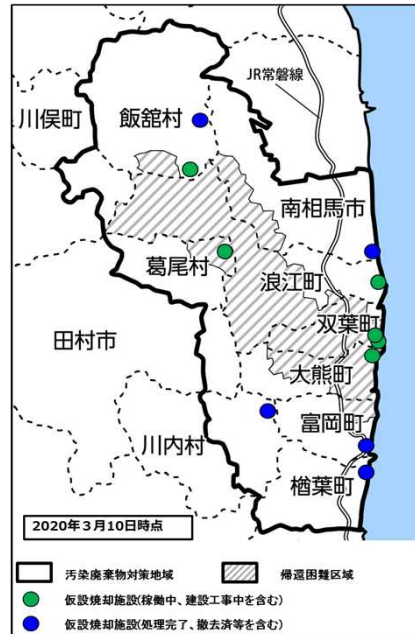 JR常磐線
川俣町
飯舘村
南相馬市
葛尾村
浪江町
双葉町
田村市
大熊町
富岡町
川内村
楢葉町
2020年3月10日時点
汚染廃棄物対策地域
帰還困難区域
仮設焼却施設(稼働中、建設工事中を含む)
仮設焼却施設(処理完了、撤去済等を含む)